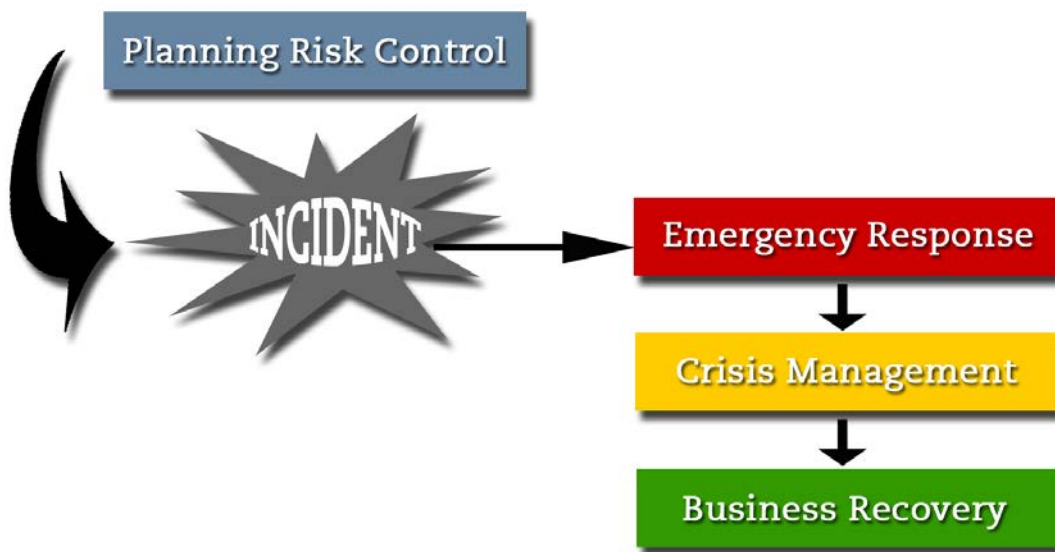 Planning Risk Control
INCIDENT
Emergency Response
Crisis Management
Business Recovery